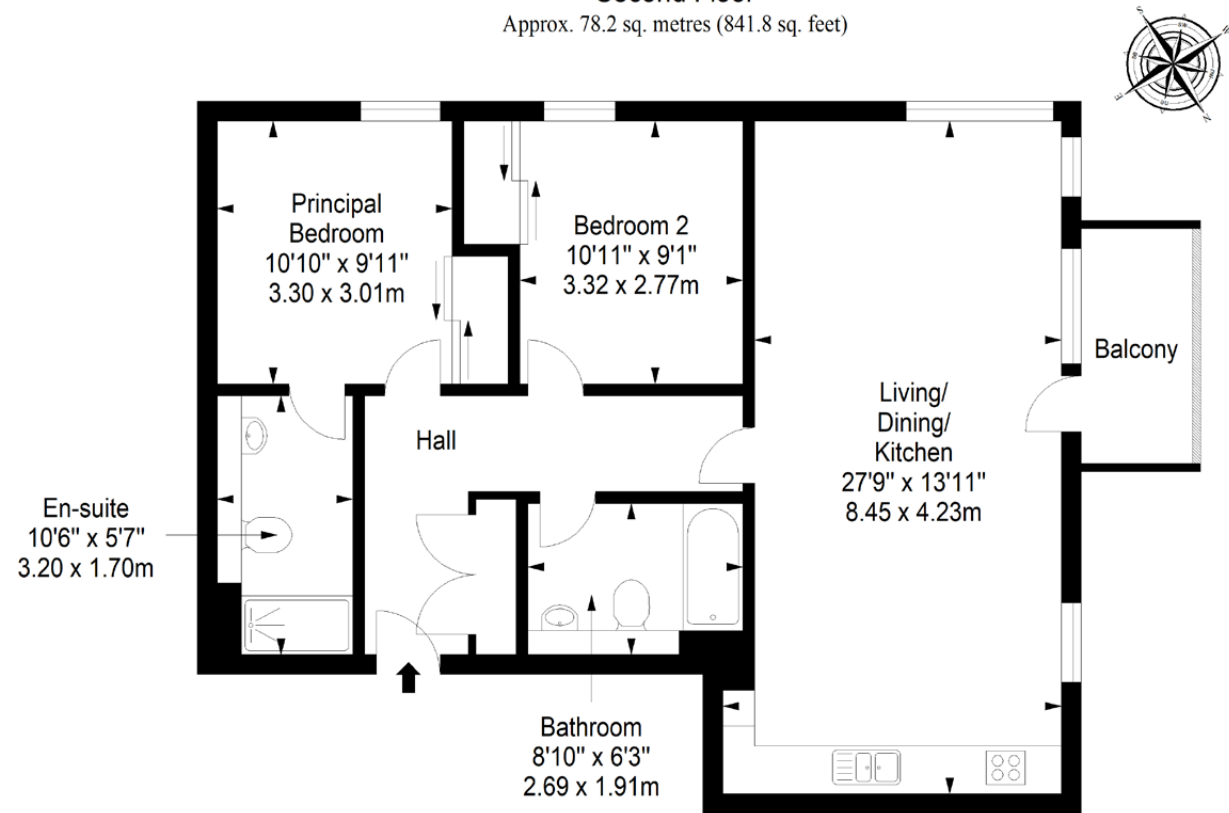 Second Floor
Approx. 78.2 sq. metres (841.8 sq. feet)
S
W
E
N
Principal
Bedroom
10'10" x 9'11"
3.30 x 3.01m
Bedroom 2
10'11" x 9'1"
3.32 x 2.77m
Balcony
Living/
Dining/
Kitchen
27'9" x 13'11"
8.45 x 4.23m
Hall
En-suite
10'6" x 5'7"
3.20 x 1.70m
Bathroom
8'10" x 6'3"
2.69 x 1.91m